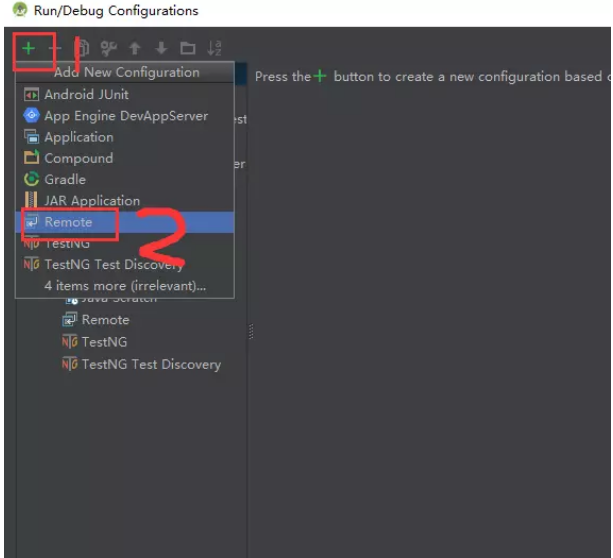 Run/Debug Configurations
1
Add New Configuration
Press the + button to create a new configuration based
Android JUnit
App Engine DevAppServer
est
Application
Compound
er
Gradle
JAR Application
Remote
2
TestNG
TestNG Test Discovery
4 items more (irrelevant)...
Java Scratch
Remote
TestNG
TestNG Test Discovery